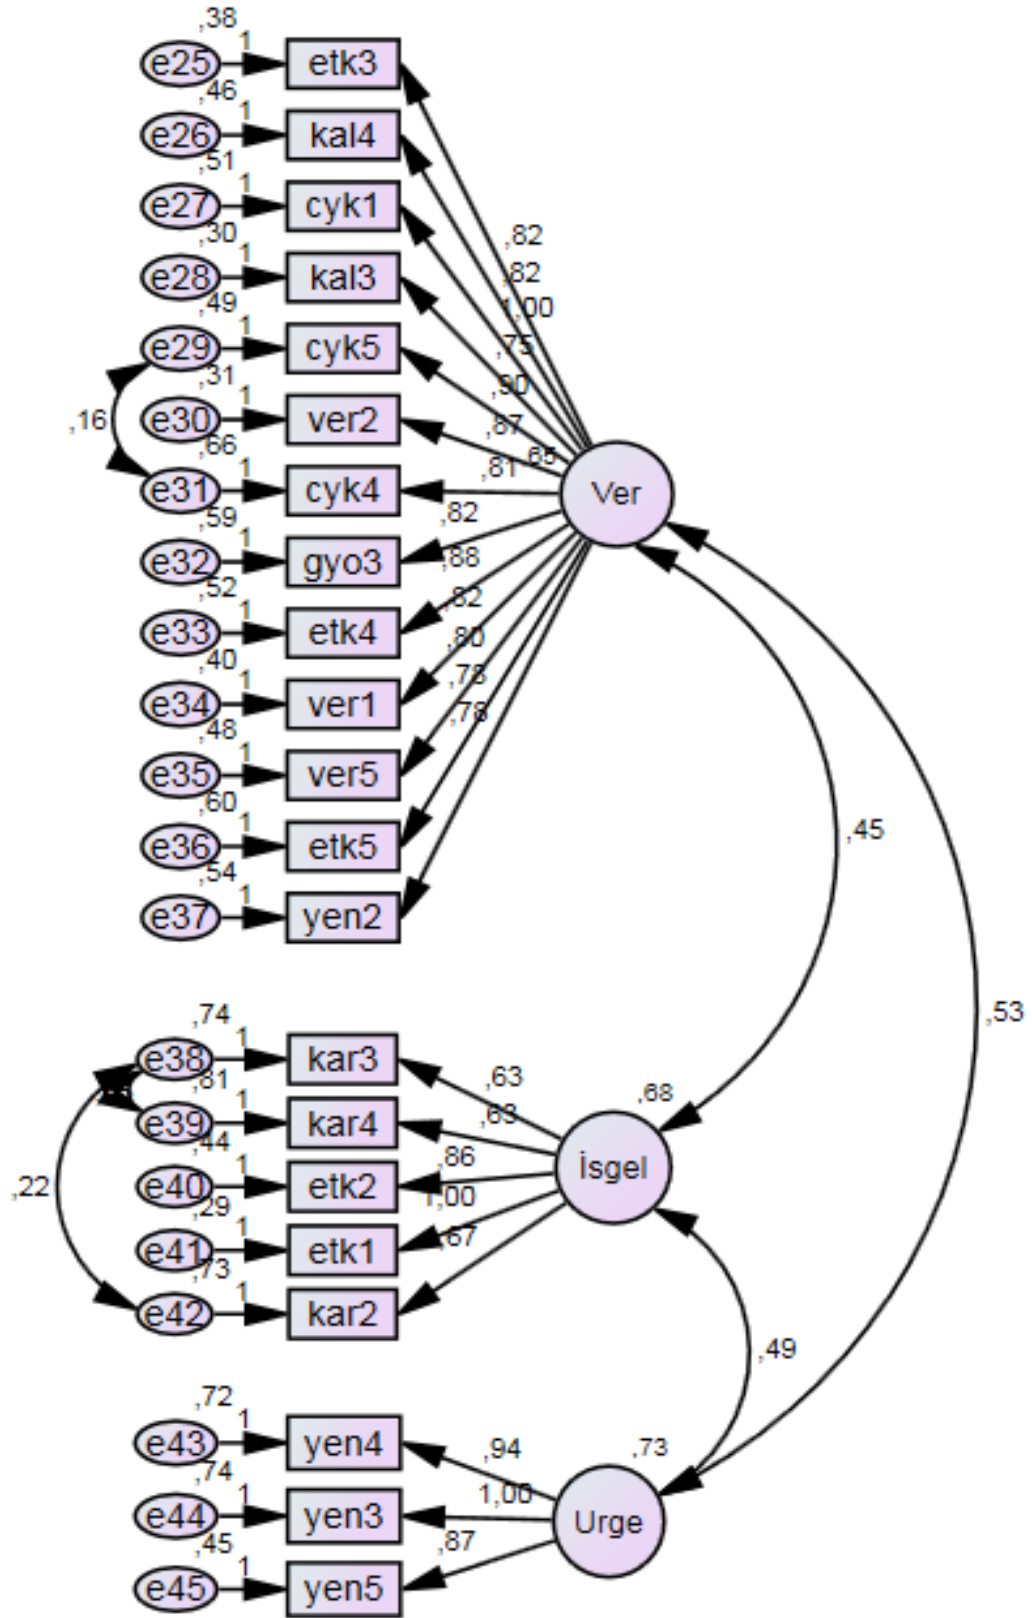 ,38
e25 1 etk3
,46
e26 1 kal4
,51
e27 1 cyk1
,30
e28 1 kal3
,49
e29 1 cyk5
,31
e30 1 ver2
,66
e31 1 cyk4
,59
e32 1 gyo3
,52
e33 1 etk4
,40
e34 1 ver1
,48
e35 1 ver5
,60
e36 1 etk5
,54
e37 1 yen2
,16
,82
,82
1,00
,75
,90
,87
,81
,82
,88
,82
,80
,78
,78
,65
Ver
,45
,53
,74
e38 1 kar3
,81
e39 1 kar4
,44
e40 1 etk2
,29
e41 1 etk1
,73
e42 1 kar2
,22
,63
,63
,86
1,00
,67
,68
İsgel
,49
,72
e43 1 yen4
,74
e44 1 yen3
,45
e45 1 yen5
,94
1,00
,87
,73
Urge